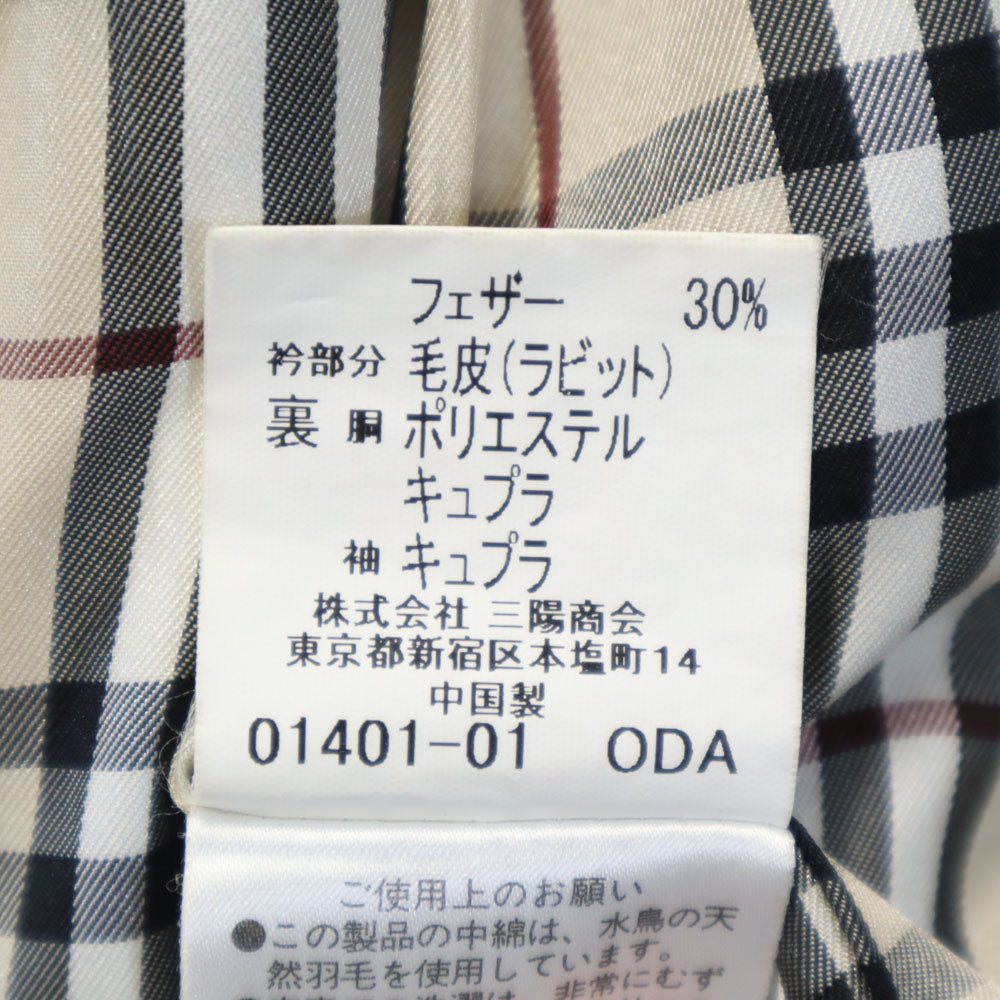 フェザー 30%
衿部分 毛皮(ラビット)
裏 胴 ポリエステル
キュプラ
袖 キュプラ
株式会社 三陽商会
東京都新宿区本塩町14
中国製
01401-01 ODA
ご使用上のお願い
●この製品の中綿は、水鳥の天
然羽毛を使用しています。
は、非常にむず